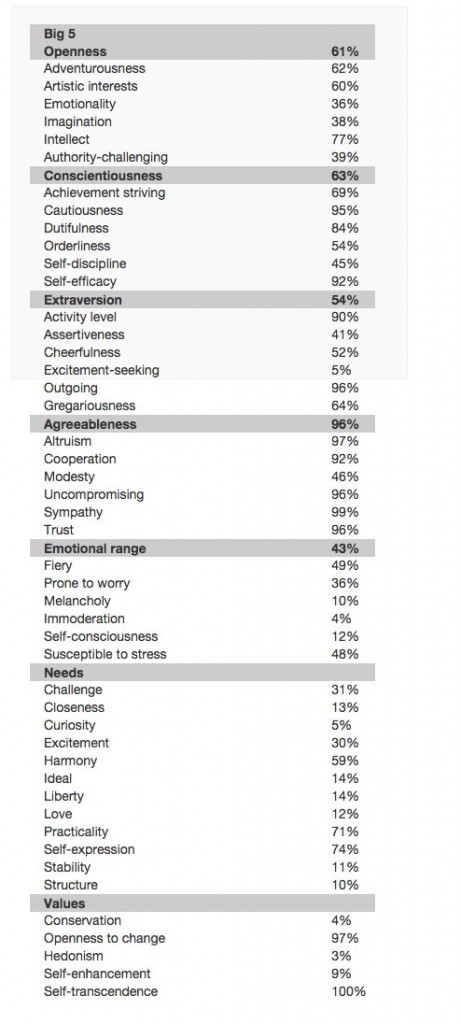 Big 5
Openness 61%
Adventurousness 62%
Artistic interests 60%
Emotionality 36%
Imagination 38%
Intellect 77%
Authority-challenging 39%
Conscientiousness 63%
Achievement striving 69%
Cautiousness 95%
Dutifulness 84%
Orderliness 54%
Self-discipline 45%
Self-efficacy 92%
Extraversion 54%
Activity level 90%
Assertiveness 41%
Cheerfulness 52%
Excitement-seeking 5%
Outgoing 96%
Gregariousness 64%
Agreeableness 96%
Altruism 97%
Cooperation 92%
Modesty 46%
Uncompromising 96%
Sympathy 99%
Trust 96%
Emotional range 43%
Fiery 49%
Prone to worry 36%
Melancholy 10%
Immoderation 4%
Self-consciousness 12%
Susceptible to stress 48%
Needs
Challenge 31%
Closeness 13%
Curiosity 5%
Excitement 30%
Harmony 59%
Ideal 14%
Liberty 14%
Love 12%
Practicality 71%
Self-expression 74%
Stability 11%
Structure 10%
Values
Conservation 4%
Openness to change 97%
Hedonism 3%
Self-enhancement 9%
Self-transcendence 100%